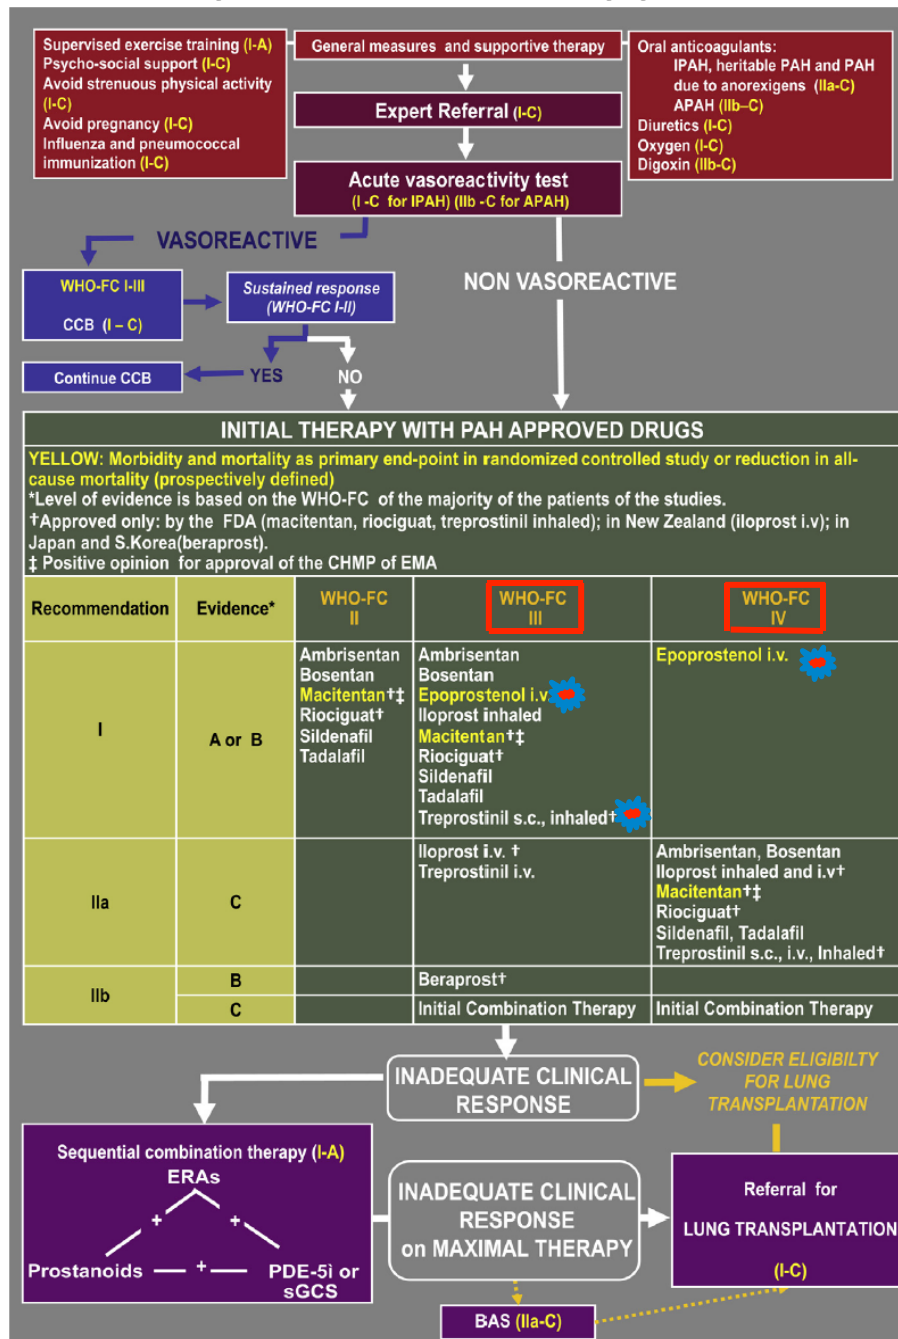 Supervised exercise training (I-A)
Psycho-social support (I-C)
Avoid strenuous physical activity
(I-C)
Avoid pregnancy (I-C)
Influenza and pneumococcal
immunization (I-C)
General measures and supportive therapy
Oral anticoagulants:
IPAH, heritable PAH and PAH
due to anorexigens (IIa-C)
APAH (IIb–C)
Diuretics (I-C)
Oxygen (I-C)
Digoxin (IIb-C)
Expert Referral (I-C)
Acute vasoreactivity test
(I -C for IPAH) (IIb -C for APAH)
VASOREACTIVE
NON VASOREACTIVE
WHO-FC I-III
CCB (I – C)
Sustained response
(WHO-FC I-II)
Continue CCB
YES
NO
INITIAL THERAPY WITH PAH APPROVED DRUGS
YELLOW: Morbidity and mortality as primary end-point in randomized controlled study or reduction in all-
cause mortality (prospectively defined)
*Level of evidence is based on the WHO-FC of the majority of the patients of the studies.
†Approved only: by the FDA (macitentan, riociguat, treprostinil inhaled); in New Zealand (iloprost i.v); in
Japan and S.Korea(beraprost).
‡ Positive opinion for approval of the CHMP of EMA
Recommendation
Evidence*
WHO-FC
II
WHO-FC
III
WHO-FC
IV
I
A or B
Ambrisentan
Bosentan
Macitentan†‡
Riociguat†
Sildenafil
Tadalafil
Ambrisentan
Bosentan
Epoprostenol i.v.
Iloprost inhaled
Macitentan†‡
Riociguat†
Sildenafil
Tadalafil
Treprostinil s.c., inhaled†
Epoprostenol i.v.
IIa
C
Iloprost i.v. †
Treprostinil i.v.
Ambrisentan, Bosentan
Iloprost inhaled and i.v†
Macitentan†‡
Riociguat†
Sildenafil, Tadalafil
Treprostinil s.c., i.v., Inhaled†
IIb
B
Beraprost†
C
Initial Combination Therapy
Initial Combination Therapy
INADEQUATE CLINICAL
RESPONSE
CONSIDER ELIGIBILTY
FOR LUNG
TRANSPLANTATION
Sequential combination therapy (I-A)
ERAs
+
+
Prostanoids
+
PDE-5i or
sGCS
INADEQUATE CLINICAL
RESPONSE
on MAXIMAL THERAPY
Referral for
LUNG TRANSPLANTATION
(I-C)
BAS (IIa-C)